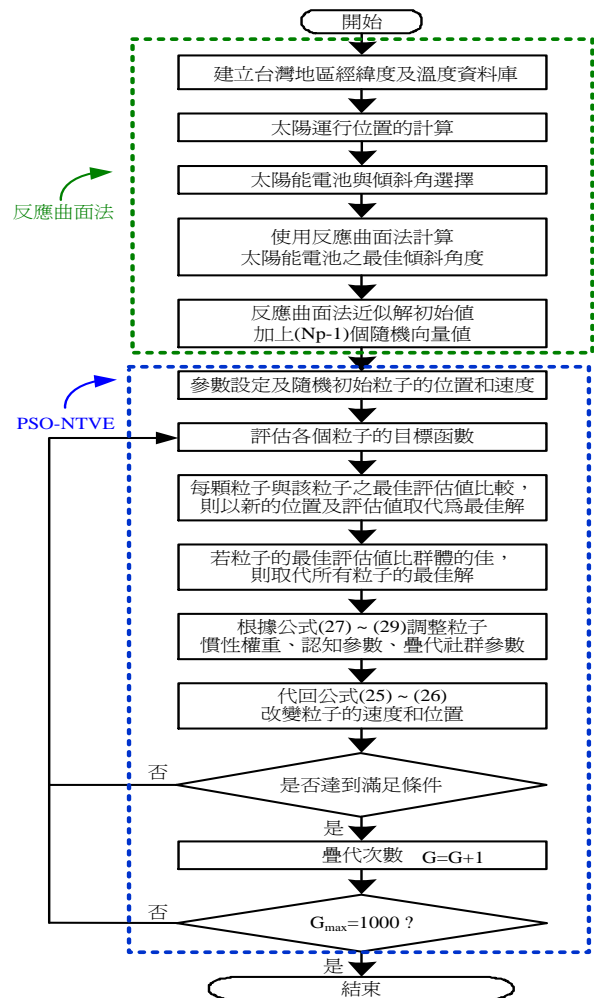 開始
建立台灣地區經緯度及溫度資料庫
太陽運行位置的計算
太陽能電池與傾斜角選擇
反應曲面法
使用反應曲面法計算
太陽能電池之最佳傾斜角度
反應曲面法近似解初始值
加上(Np-1)個隨機向量值
參數設定及隨機初始粒子的位置和速度
PSO-NTVE
評估各個粒子的目標函數
每顆粒子與該粒子之最佳評估值比較，
則以新的位置及評估值取代為最佳解
若粒子的最佳評估值比群體的佳，
則取代所有粒子的最佳解
根據公式(27) ~ (29)調整粒子
慣性權重、認知參數、疊代社群參數
代回公式(25) ~ (26)
改變粒子的速度和位置
否
是否達到滿足條件
是
疊代次數 G=G+1
否
Gmax=1000 ?
是
結束